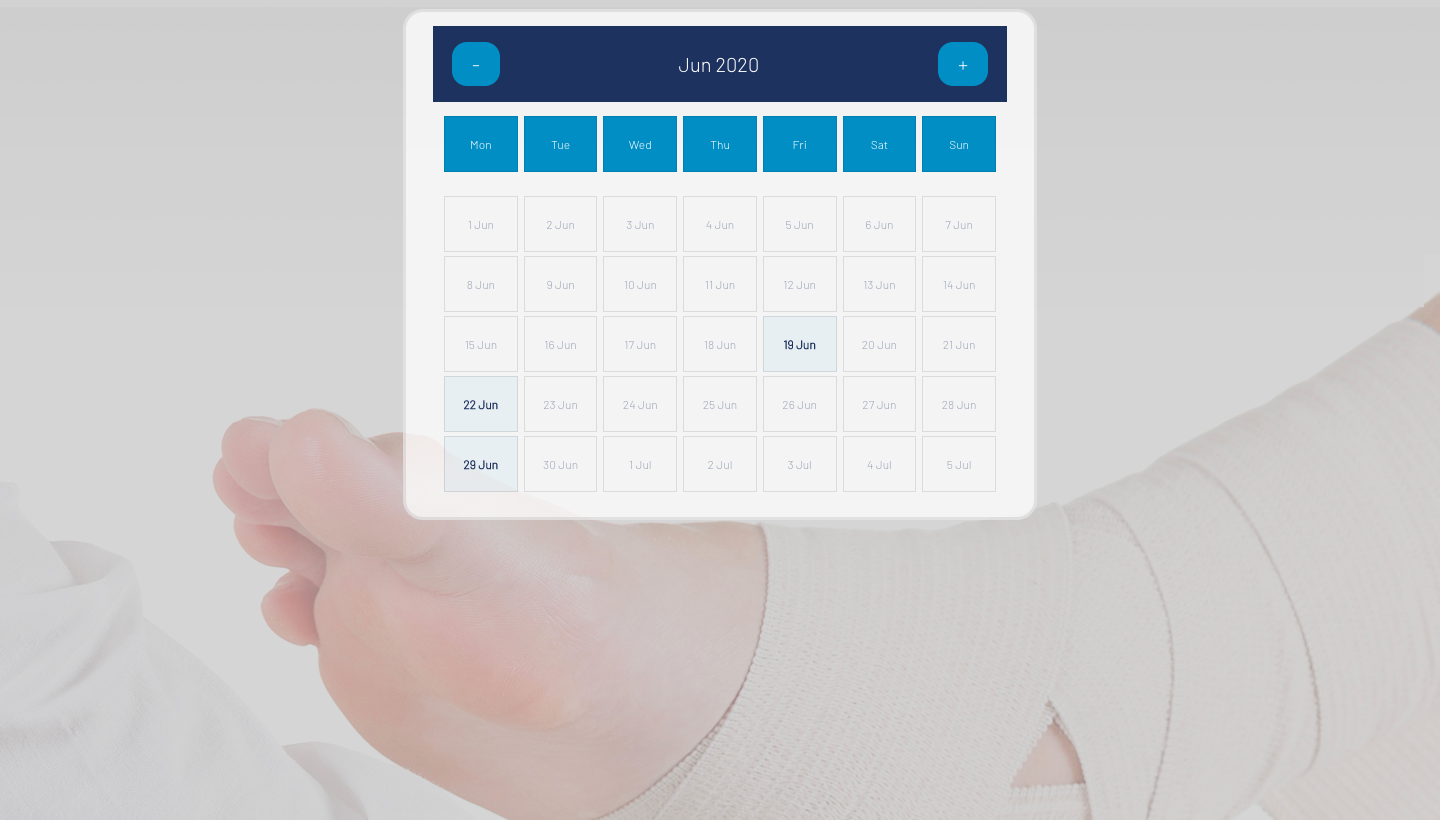 - Jun 2020 +
Mon Tue Wed Thu Fri Sat Sun
1 Jun 2 Jun 3 Jun 4 Jun 5 Jun 6 Jun 7 Jun
8 Jun 9 Jun 10 Jun 11 Jun 12 Jun 13 Jun 14 Jun
15 Jun 16 Jun 17 Jun 18 Jun 19 Jun 20 Jun 21 Jun
22 Jun 23 Jun 24 Jun 25 Jun 26 Jun 27 Jun 28 Jun
29 Jun 30 Jun 1 Jul 2 Jul 3 Jul 4 Jul 5 Jul